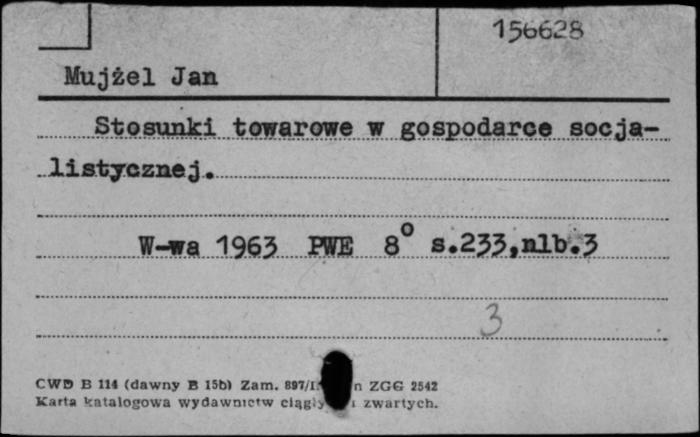 156628
Mujżel Jan
Stosunki towarowe w gospodarce socja-
listycznej.
W-wa 1963 PWE 8° s.233,nlb.3
3
CWD B 114 (dawny B 15b) Zam. 897/ n ZGG 2542
Karta katalogowa wydawnictw zwartych.